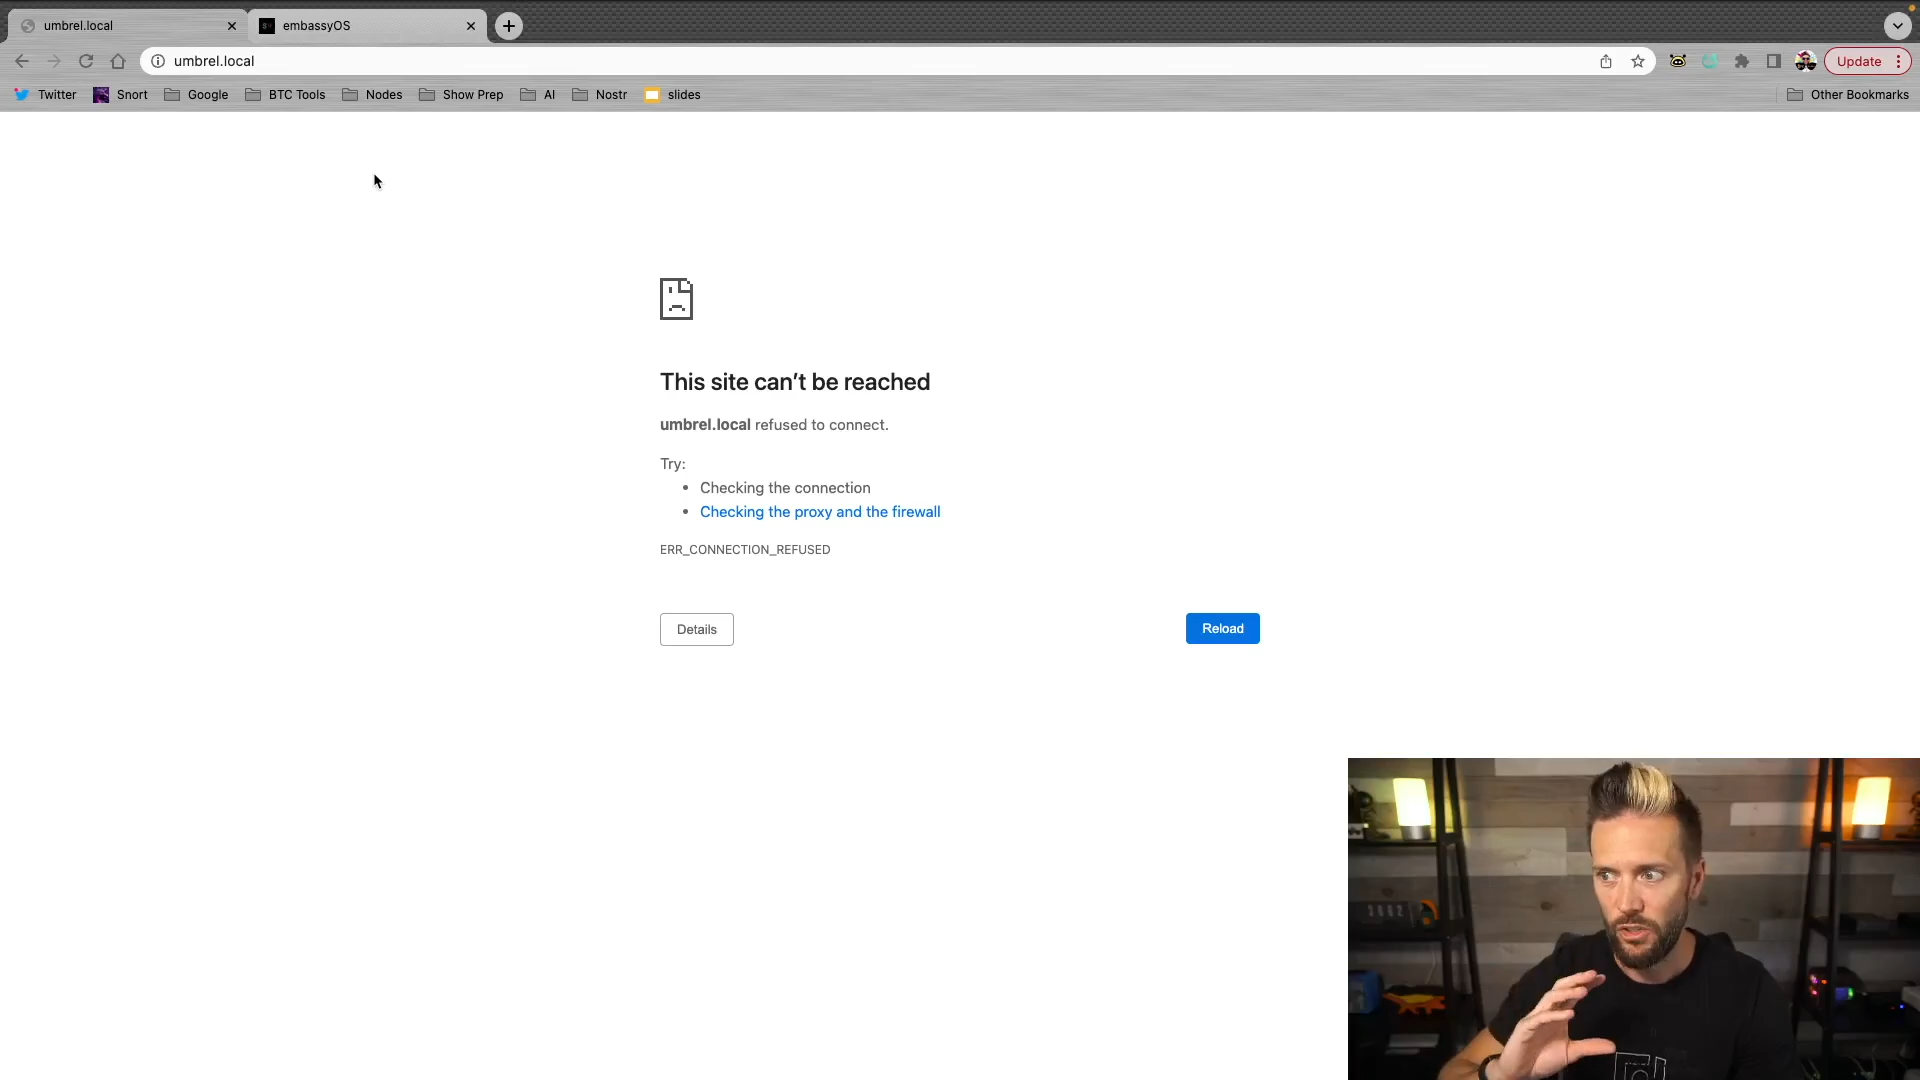 umbrel.local
embassyOS
umbrel.local
Update
Twitter Snort Google BTC Tools Nodes Show Prep AI Nostr slides Other Bookmarks
This site can't be reached
umbrel.local refused to connect.
Try:
• Checking the connection
• Checking the proxy and the firewall
ERR_CONNECTION_REFUSED
Details
Reload